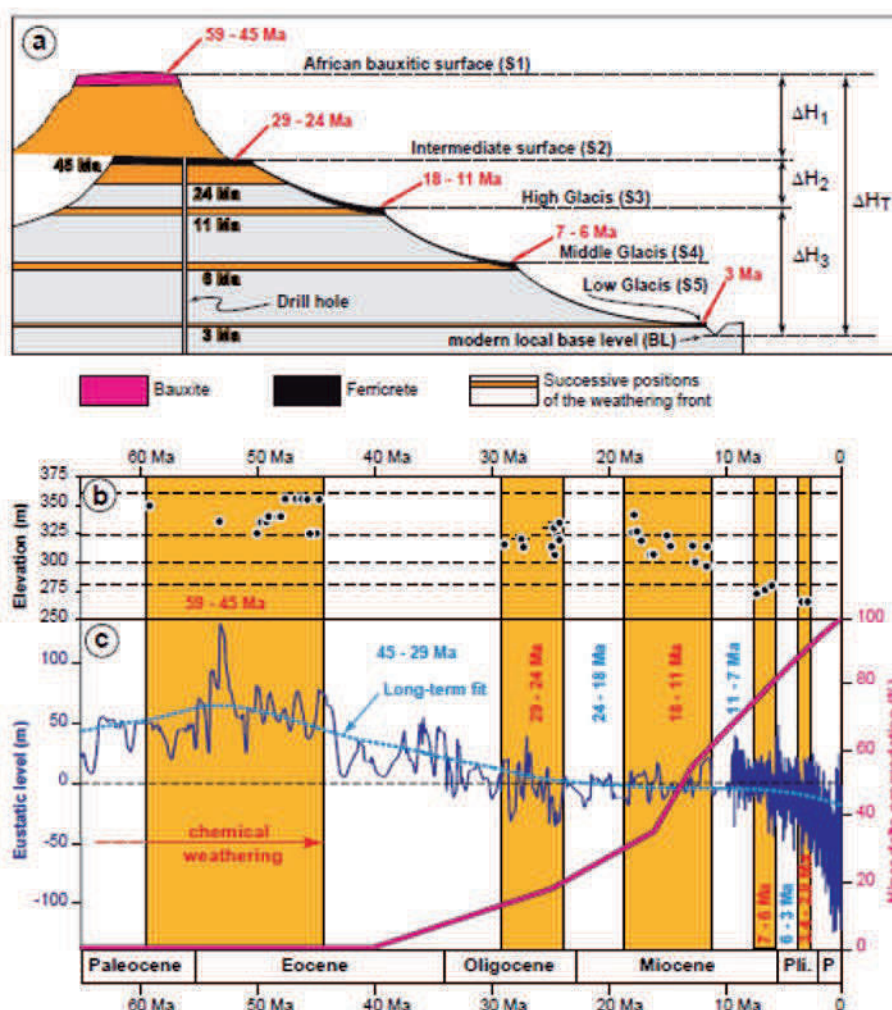 a
59 - 45 Ma
African bauxitic surface (S1)
ΔH1
29 - 24 Ma
Intermediate surface (S2)
45 Ma
18 - 11 Ma
ΔH2
24 Ma
High Glacis (S3)
ΔHT
11 Ma
7 - 6 Ma
Middle Glacis (S4)
ΔH3
6 Ma
3 Ma
Low Glacis (S5)
Drill hole
3 Ma
modern local base level (BL)
Bauxite
Ferricrete
Successive positions
of the weathering front
60 Ma 50 Ma 40 Ma 30 Ma 20 Ma 10 Ma 0
b
Elevation (m)
375
350
325
300
275
250
59 - 45 Ma
c
Eustatic level (m)
100
50
0
-50
-100
45 - 29 Ma
Long-term fit
chemical
weathering
29 - 24 Ma
24 - 18 Ma
18 - 11 Ma
11 - 7 Ma
7 - 6 Ma
6 - 3 Ma
100
80
60
40
20
0
Paleocene Eocene Oligocene Miocene Pli. P
60 Ma 50 Ma 40 Ma 30 Ma 20 Ma 10 Ma 0